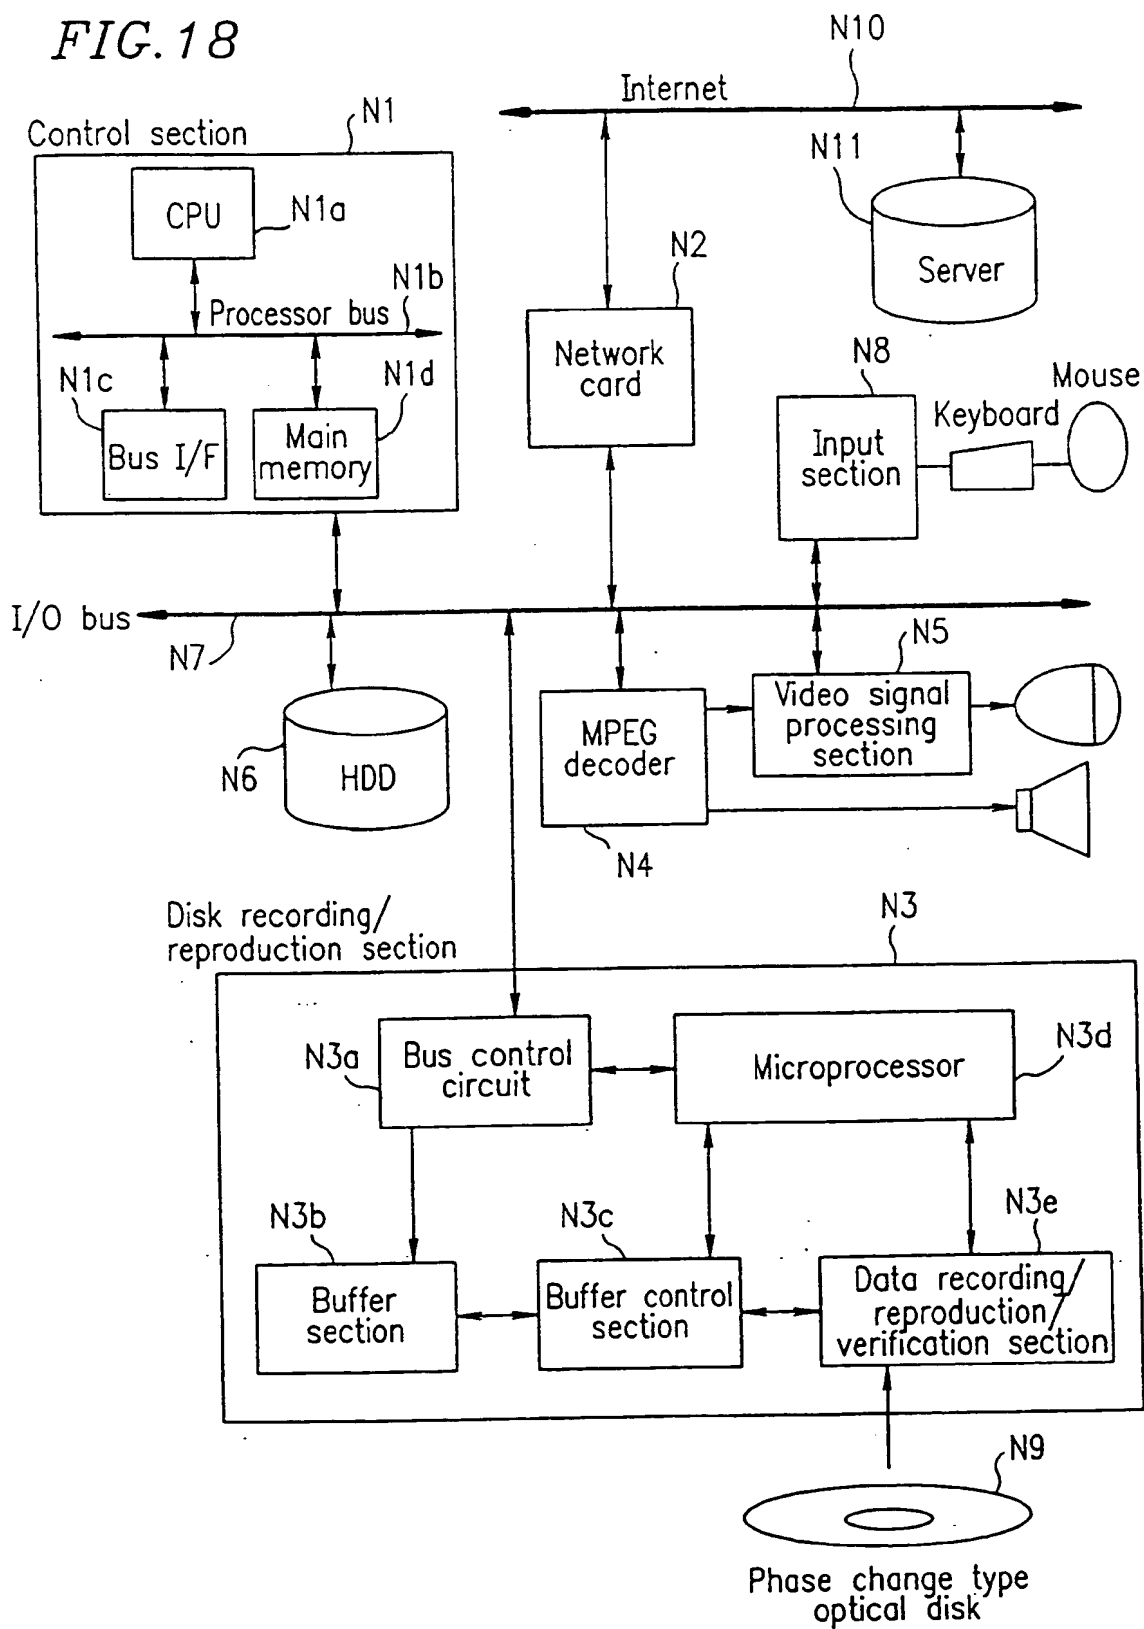 FIG.18
N10
Internet
Control section
N1
CPU
N1a
N11
Server
N2
N1b
Processor bus
Network
card
N8
Mouse
Keyboard
N1c
N1d
Bus I/F
Main
memory
Input
section
I/O bus
N7
N5
Video signal
processing
section
MPEG
decoder
N6
HDD
N4
Disk recording/
reproduction section
N3
N3a
Bus control
circuit
Microprocessor
N3d
N3b
N3c
N3e
Buffer
section
Buffer control
section
Data recording/
reproduction/
verification section
N9
Phase change type
optical disk